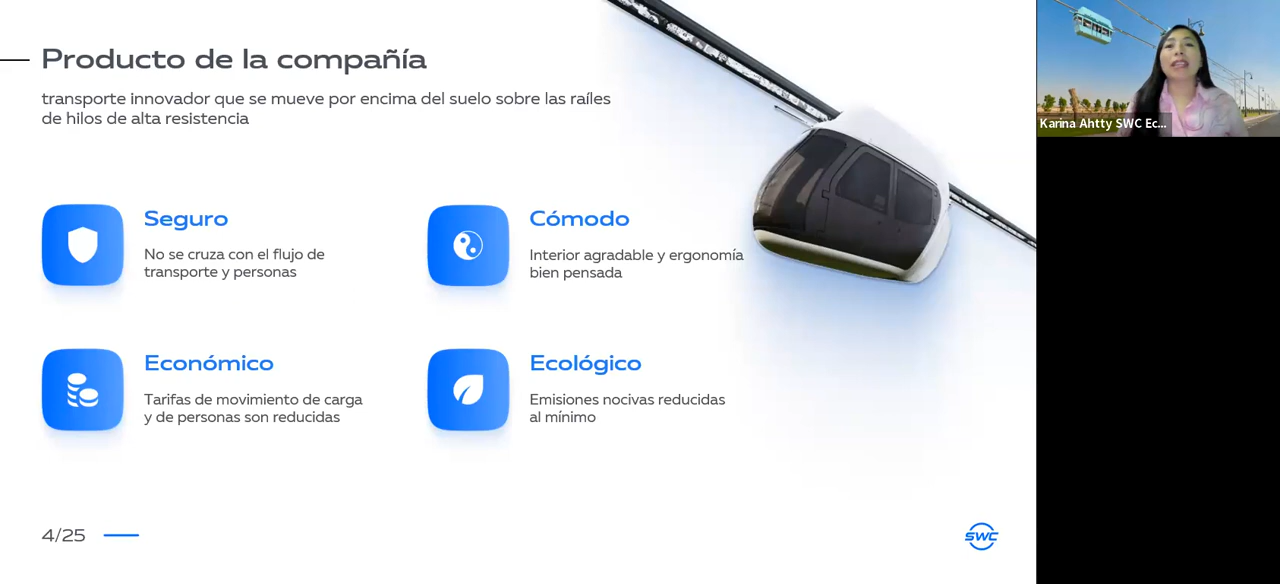 Producto de la compañía
transporte innovador que se mueve por encima del suelo sobre las raíles
de hilos de alta resistencia
Seguro
No se cruza con el flujo de
transporte y personas
Cómodo
Interior agradable y ergonomía
bien pensada
Económico
Tarifas de movimiento de carga
y de personas son reducidas
Ecológico
Emisiones nocivas reducidas
al mínimo
4/25
SWC
Karina Ahtty SWC Ec...